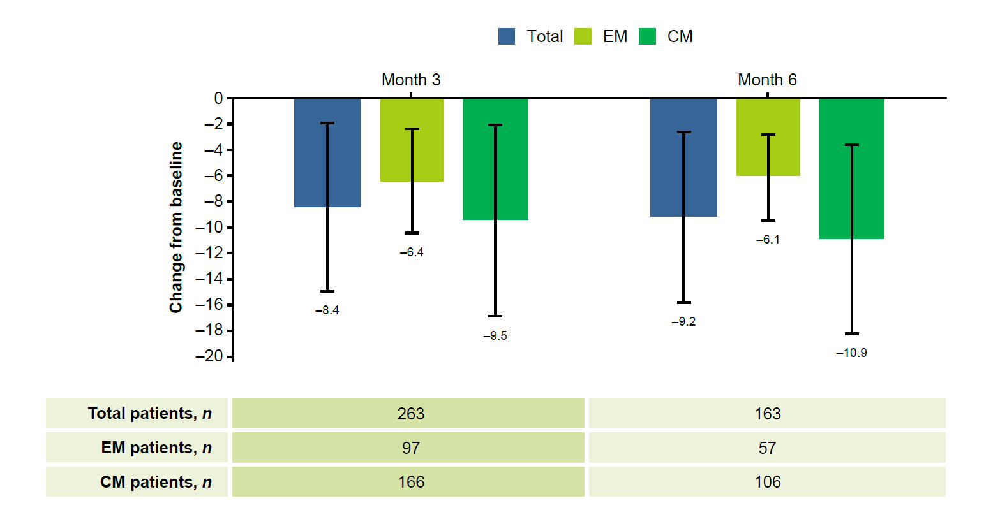 Total EM CM
Month 3 Month 6
Change from baseline
0
–2
–4
–6
–8
–10
–12
–14
–16
–18
–20
–8.4
–6.4
–9.5
–9.2
–6.1
–10.9
Total patients, n 263 163
EM patients, n 97 57
CM patients, n 166 106